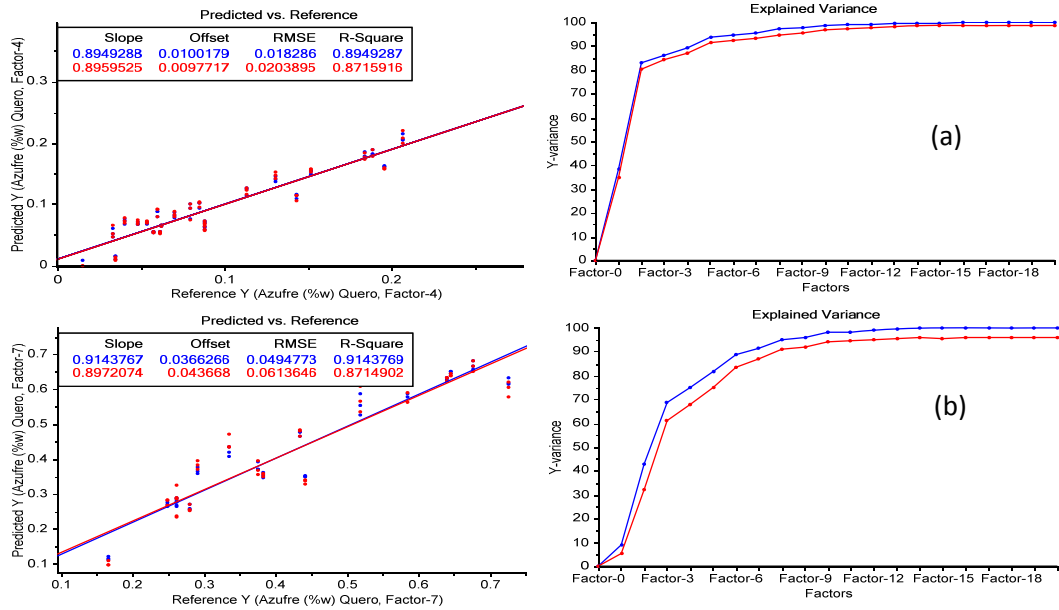 Predicted vs. Reference
Slope Offset RMSE R-Square
0.8949288 0.0100179 0.018286 0.8949287
0.8959525 0.0097717 0.0203895 0.8715916
Predicted Y (Azufre (%w) Quero, Factor-4)
0.3
0.2
0.1
0
0 0.1 0.2
Reference Y (Azufre (%w) Quero, Factor-4)
Explained Variance
(a)
Y-variance
100
90
80
70
60
50
40
30
20
10
0
Factor-0 Factor-3 Factor-6 Factor-9 Factor-12 Factor-15 Factor-18
Factors
Predicted vs. Reference
Slope Offset RMSE R-Square
0.9143767 0.0366266 0.0494773 0.9143769
0.8972074 0.043668 0.0613646 0.8714902
Predicted Y (Azufre (%w) Quero, Factor-7)
0.7
0.6
0.5
0.4
0.3
0.2
0.1
0.1 0.2 0.3 0.4 0.5 0.6 0.7
Reference Y (Azufre (%w) Quero, Factor-7)
Explained Variance
(b)
Y-variance
100
90
80
70
60
50
40
30
20
10
0
Factor-0 Factor-3 Factor-6 Factor-9 Factor-12 Factor-15 Factor-18
Factors